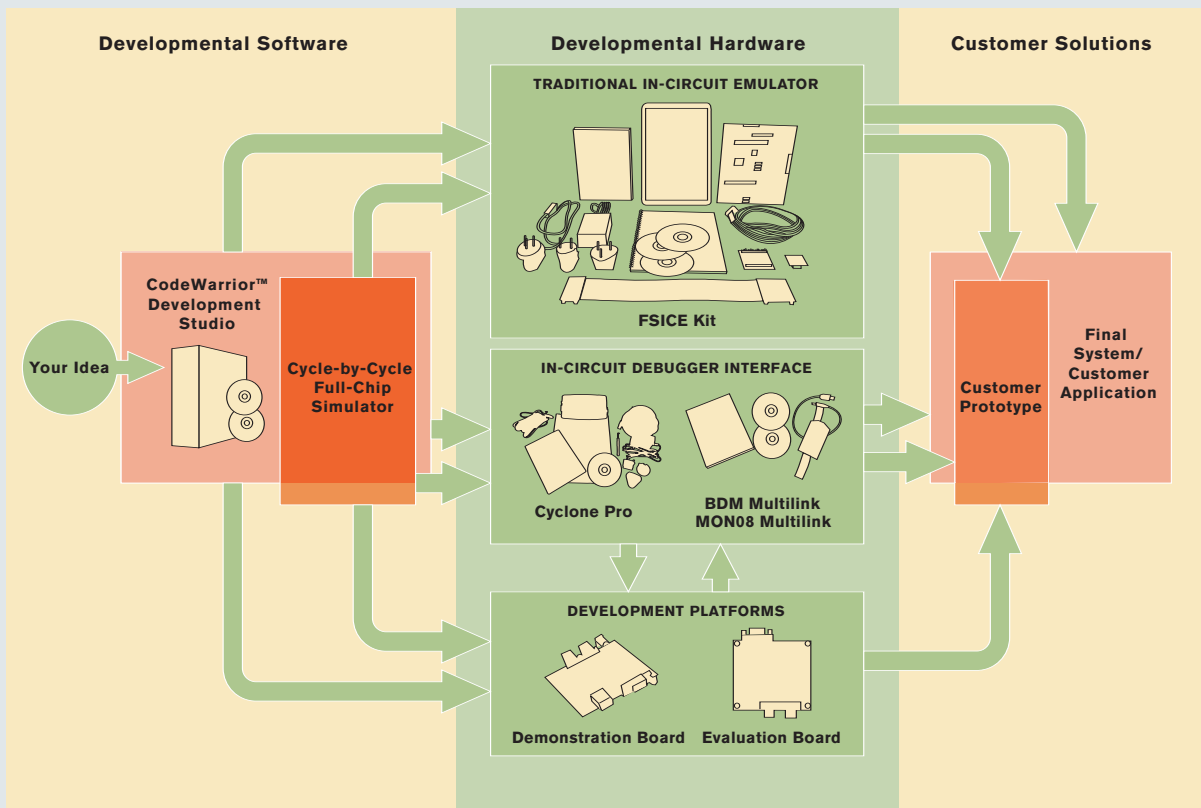 Developmental Software
Developmental Hardware
Customer Solutions
TRADITIONAL IN-CIRCUIT EMULATOR
FSICE Kit
Your Idea
CodeWarrior™
Development
Studio
Cycle-by-Cycle
Full-Chip
Simulator
IN-CIRCUIT DEBUGGER INTERFACE
Cyclone Pro
BDM Multilink
MON08 Multilink
DEVELOPMENT PLATFORMS
Demonstration Board
Evaluation Board
Customer
Prototype
Final
System/
Customer
Application